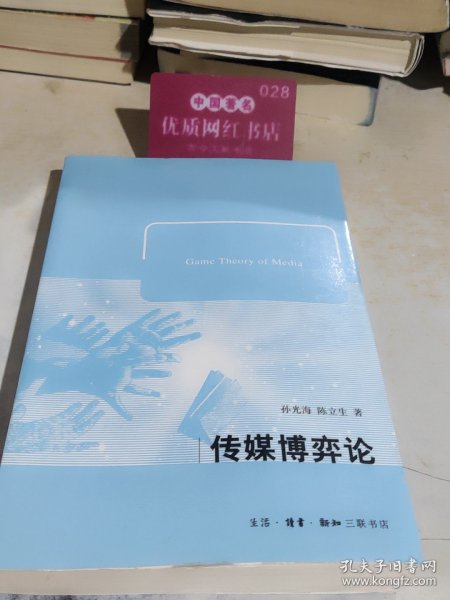 028
中国著名
优质网红书店
Game Theory of Media
孙光海 陈立生 著
传媒博弈论
生活·读书·新知三联书店
孔夫子旧书网
www.kongfz.com